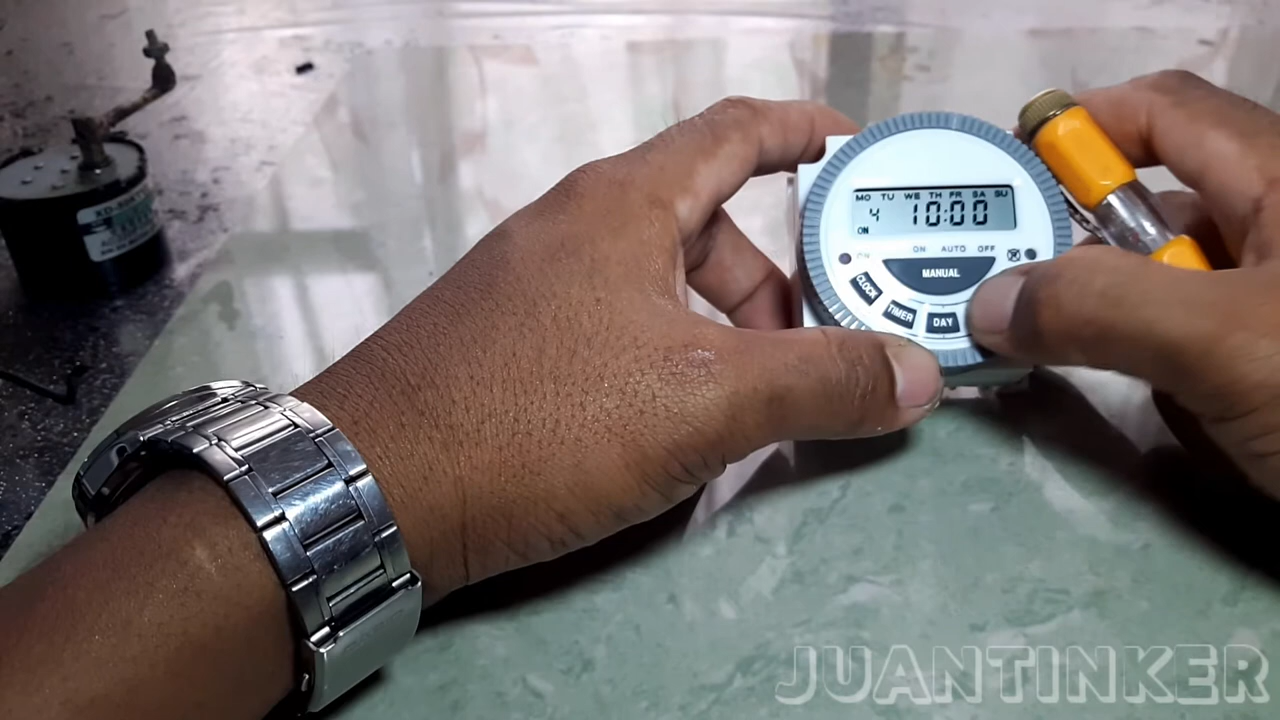 MO TU WE TH FR SA SU
4 10:00
ON
ON AUTO OFF
ON
MANUAL
CLOCK
TIMER
DAY
JUANTINKER